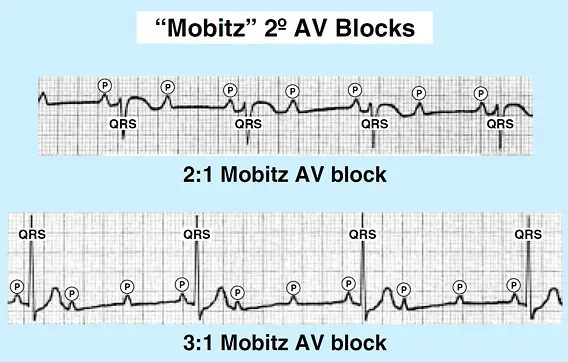 “Mobitz” 2º AV Blocks
P P P P P P P
QRS QRS QRS QRS
2:1 Mobitz AV block
QRS QRS QRS QRS
P P P P P P P P P P
3:1 Mobitz AV block